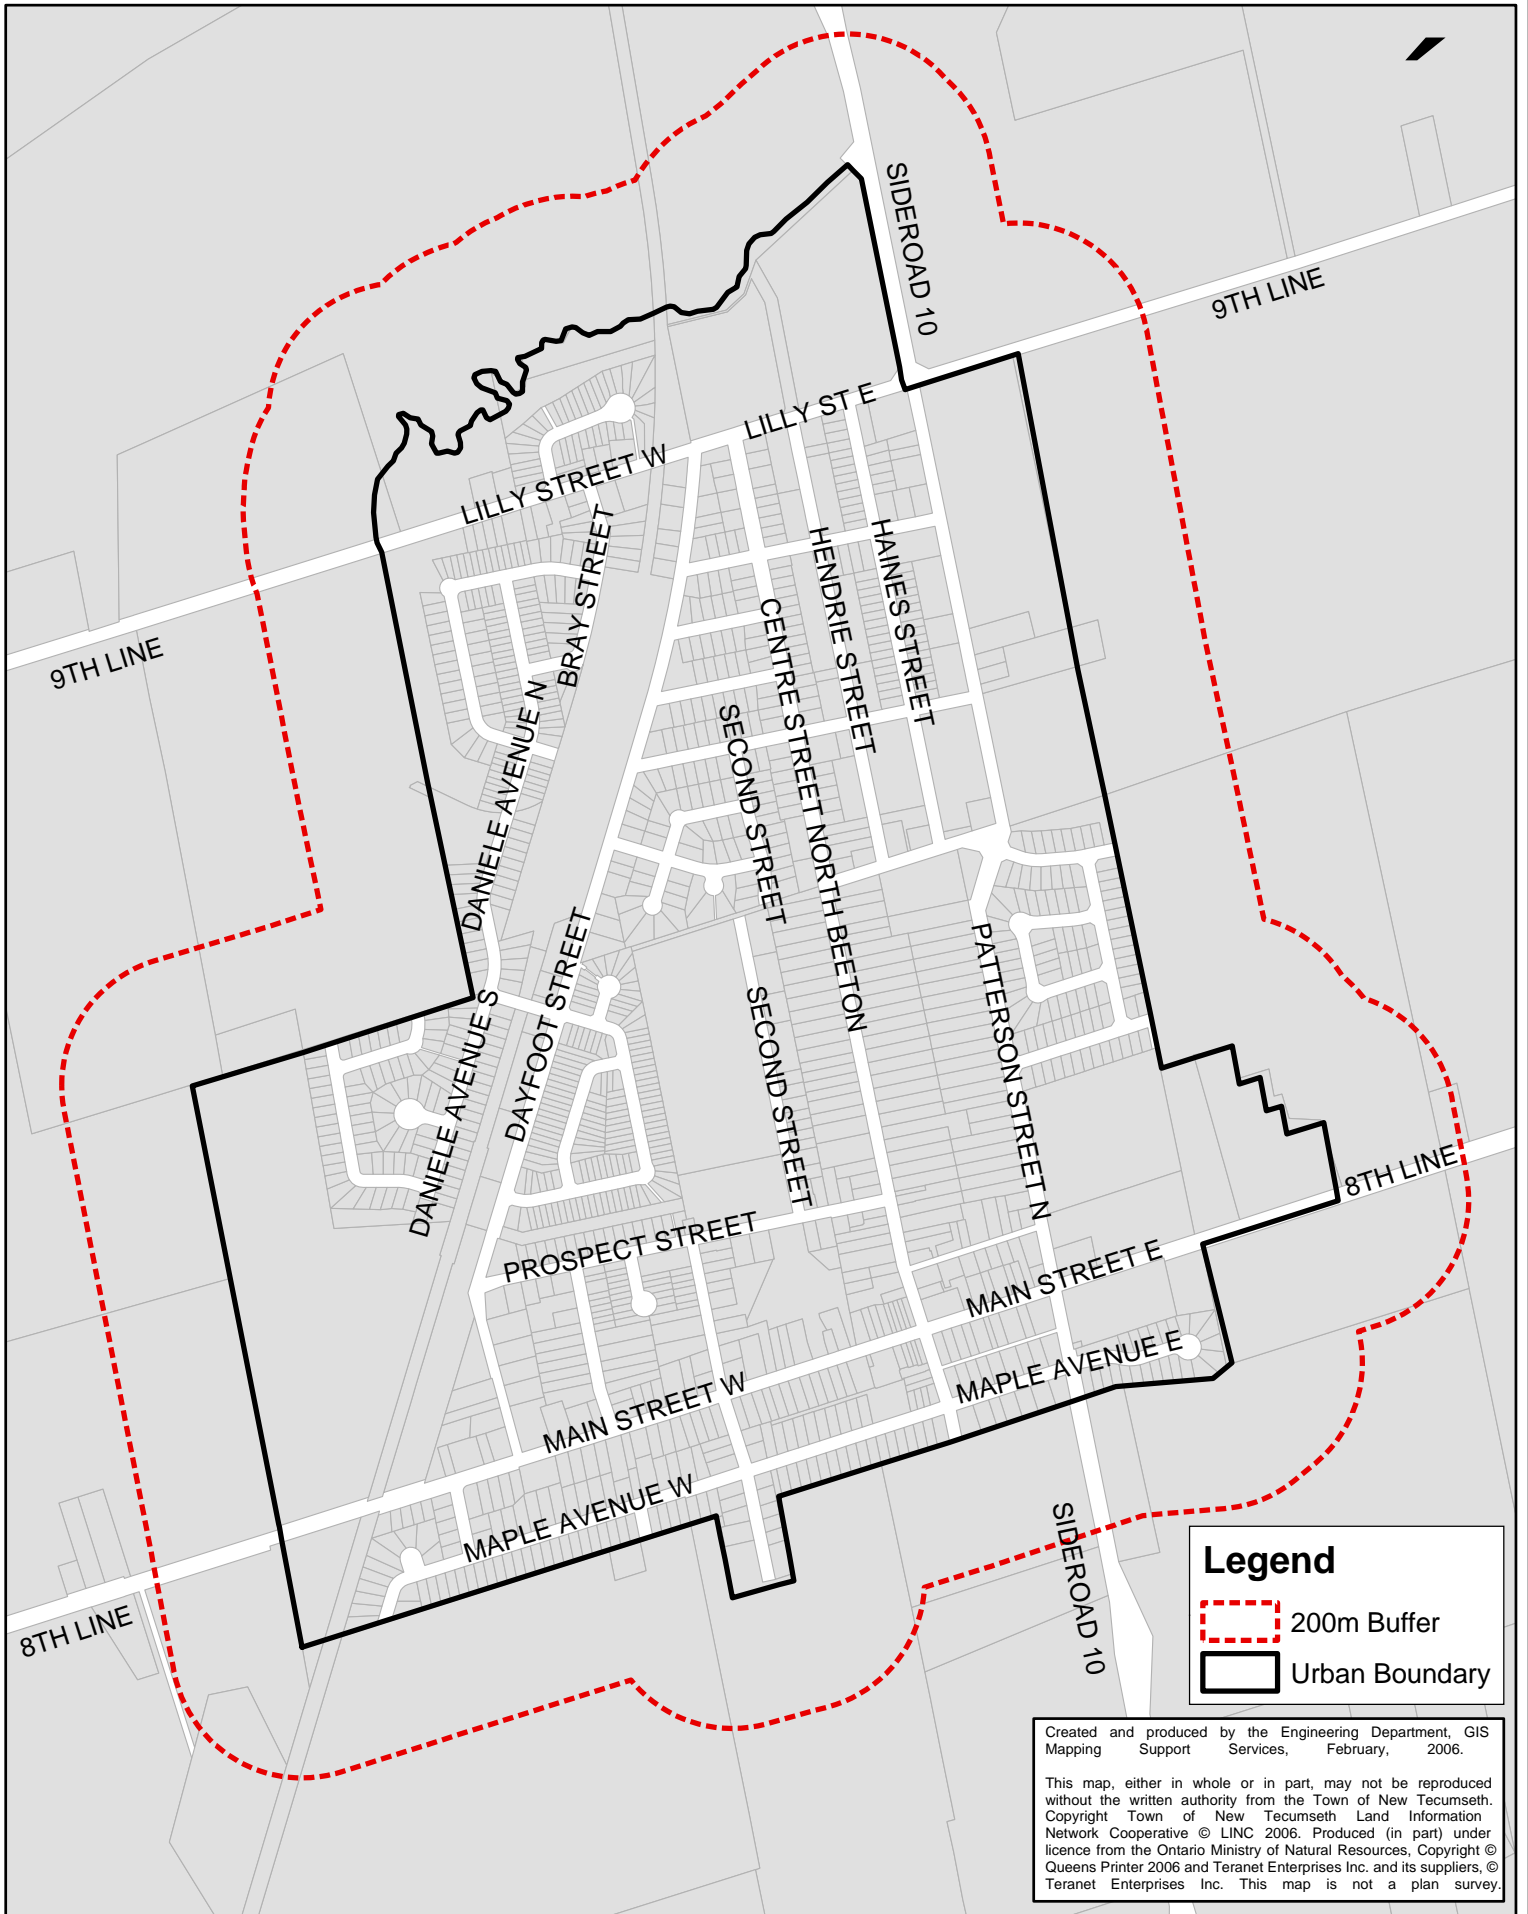 SIDEROAD 10
9TH LINE
LILLY ST E
LILLY STREET W
BRAY STREET
HENDRIE STREET
HAINES STREET
CENTRE STREET NORTH BEETON
9TH LINE
DANIELE AVENUE N
SECOND STREET
DAYFOOT STREET
PATTERSON STREET N
SECOND STREET
DANIELE AVENUE S
8TH LINE
PROSPECT STREET
MAIN STREET E
MAPLE AVENUE E
MAIN STREET W
MAPLE AVENUE W
SIDEROAD 10
8TH LINE
Legend
200m Buffer
Urban Boundary
Created and produced by the Engineering Department, GIS
Mapping Support Services, February, 2006.
This map, either in whole or in part, may not be reproduced
without the written authority from the Town of New Tecumseth.
Copyright Town of New Tecumseth Land Information
Network Cooperative © LINC 2006. Produced (in part) under
licence from the Ontario Ministry of Natural Resources, Copyright ©
Queens Printer 2006 and Teranet Enterprises Inc. and its suppliers, ©
Teranet Enterprises Inc. This map is not a plan survey.